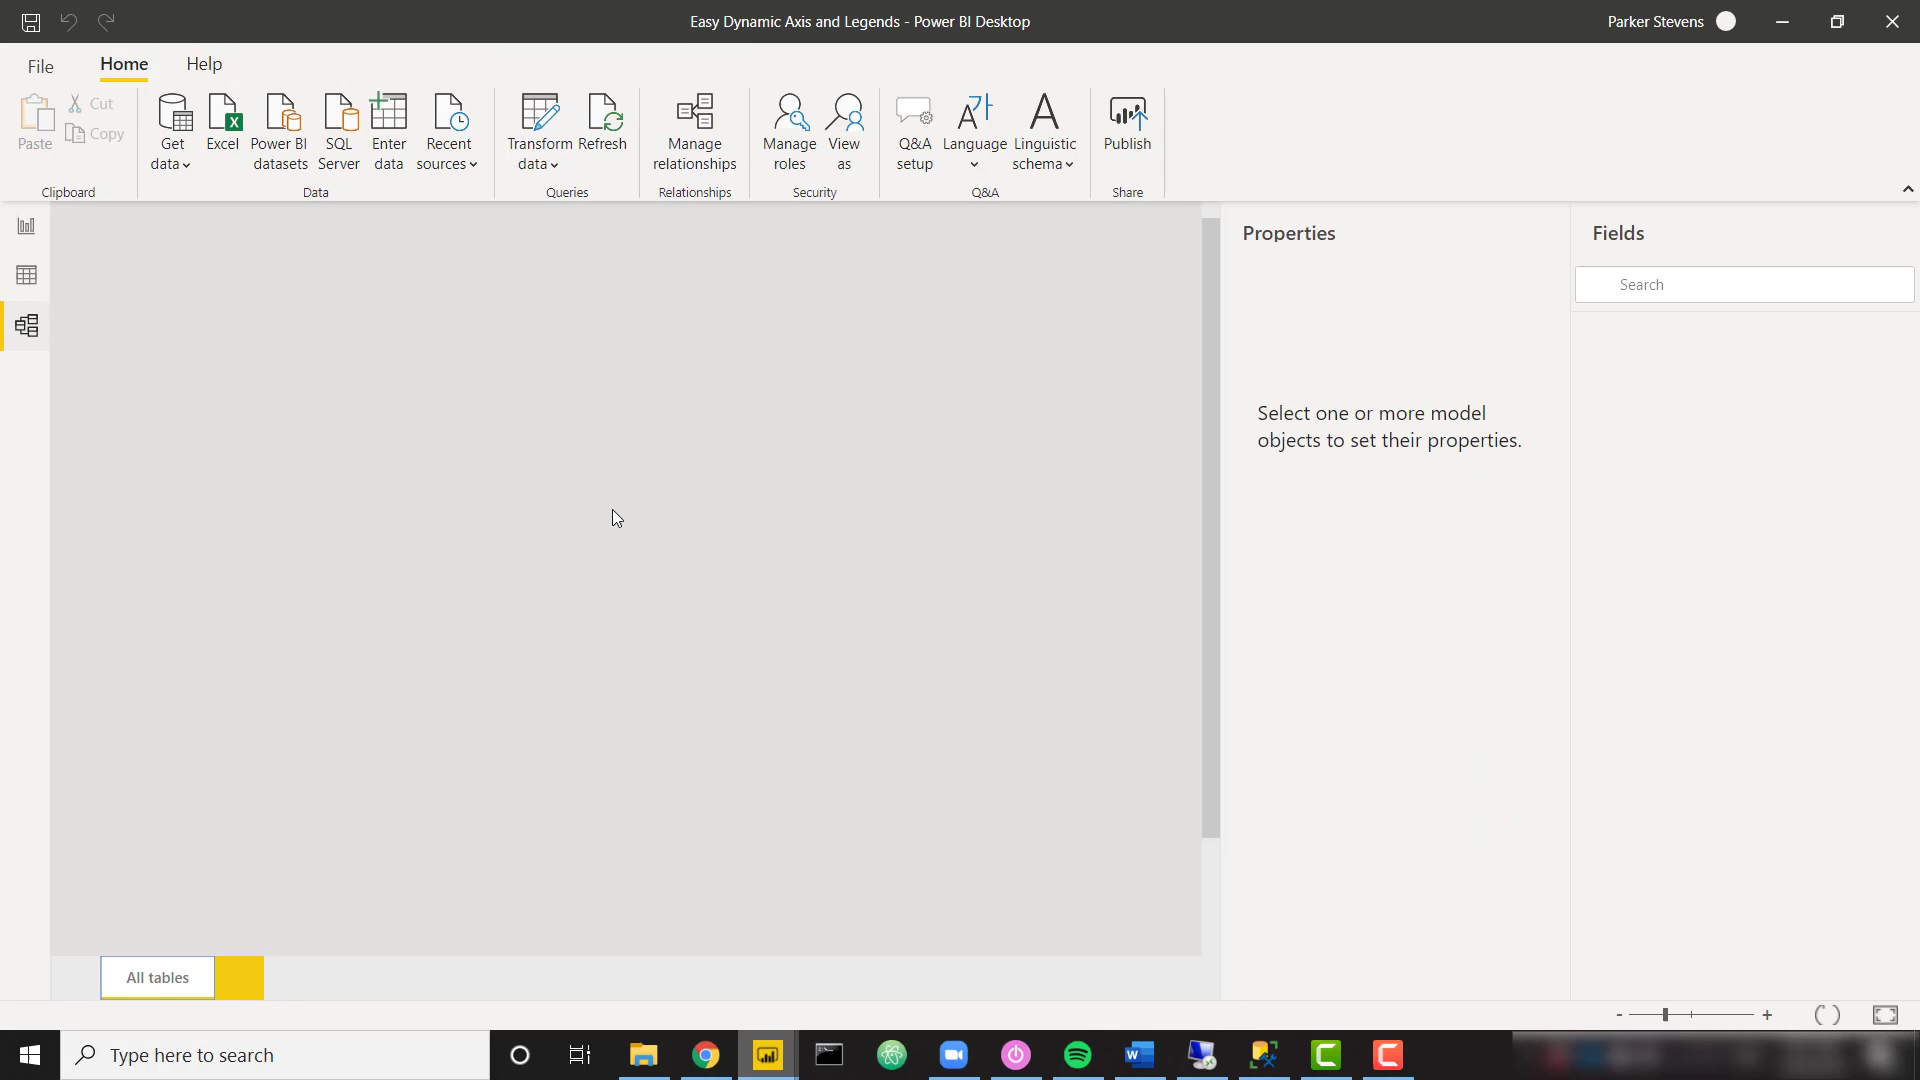 Easy Dynamic Axis and Legends - Power BI Desktop
Parker Stevens
File
Home
Help
Paste
Cut
Copy
Clipboard
Get
data
Excel
Power BI
datasets
SQL
Server
Enter
data
Recent
sources
Data
Transform
data
Refresh
Queries
Manage
relationships
Relationships
Manage
roles
View
as
Security
Q&A
setup
Language
Linguistic
schema
Q&A
Publish
Share
Properties
Select one or more model
objects to set their properties.
Fields
Search
All tables
Type here to search